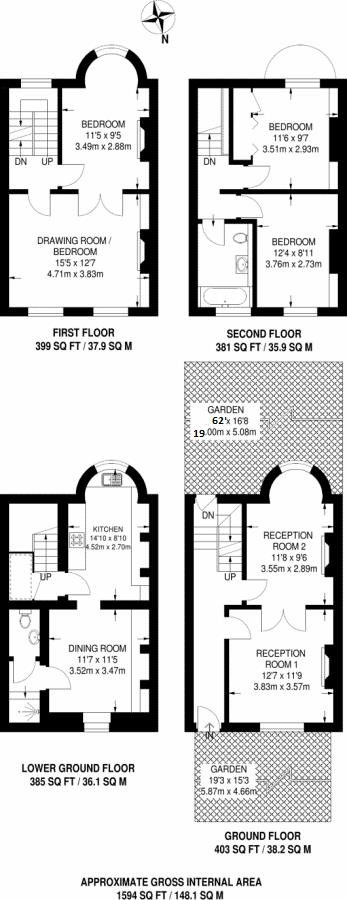 N
BEDROOM
11'5 x 9'5
3.49m x 2.88m
DN UP
DRAWING ROOM /
BEDROOM
15'5 x 12'7
4.71m x 3.83m
FIRST FLOOR
399 SQ FT / 37.9 SQ M
BEDROOM
11'6 x 9'7
3.51m x 2.93m
DN
BEDROOM
12'4 x 8'11
3.76m x 2.73m
SECOND FLOOR
381 SQ FT / 35.9 SQ M
KITCHEN
14'10 x 8'10
4.52m x 2.70m
UP
DINING ROOM
11'7 x 11'5
3.52m x 3.47m
LOWER GROUND FLOOR
385 SQ FT / 36.1 SQ M
GARDEN
62' x 16'8
19.00m x 5.08m
DN
RECEPTION
ROOM 2
11'8 x 9'6
3.55m x 2.89m
UP
RECEPTION
ROOM 1
12'7 x 11'9
3.83m x 3.57m
IN
GARDEN
19'3 x 15'3
5.87m x 4.66m
GROUND FLOOR
403 SQ FT / 38.2 SQ M
APPROXIMATE GROSS INTERNAL AREA
1594 SQ FT / 148.1 SQ M